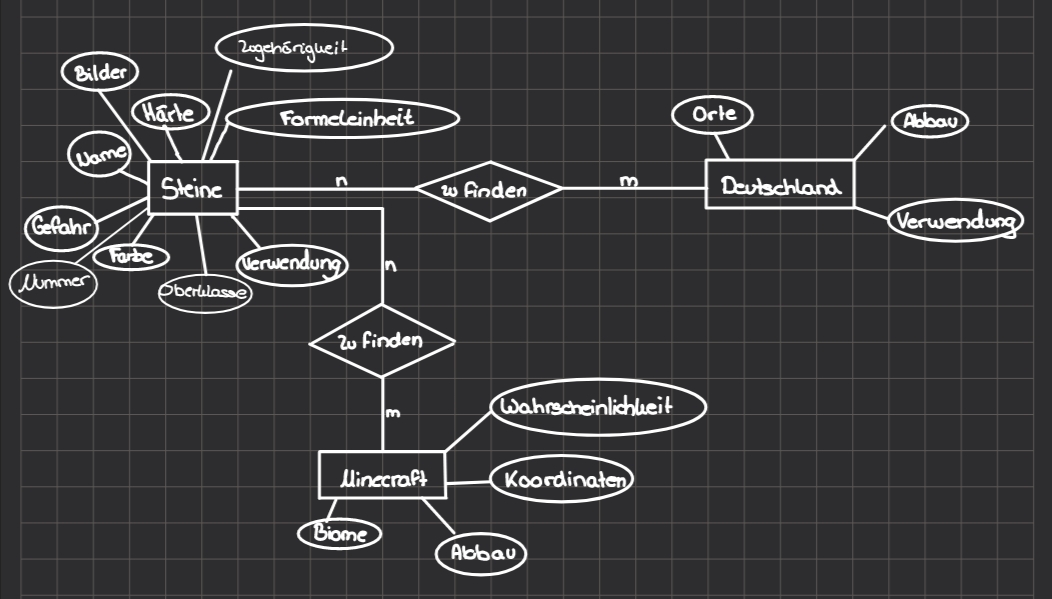 Zugehörigkeit
Bilder
Härte
Formeleinheit
Orte
Abbau
Name
Steine
n
zu finden
m
Deutschland
Gefahr
Farbe
Verwendung
Verwendung
Nummer
Oberklasse
n
zu finden
m
Wahrscheinlichkeit
Minecraft
Koordinaten
Biome
Abbau